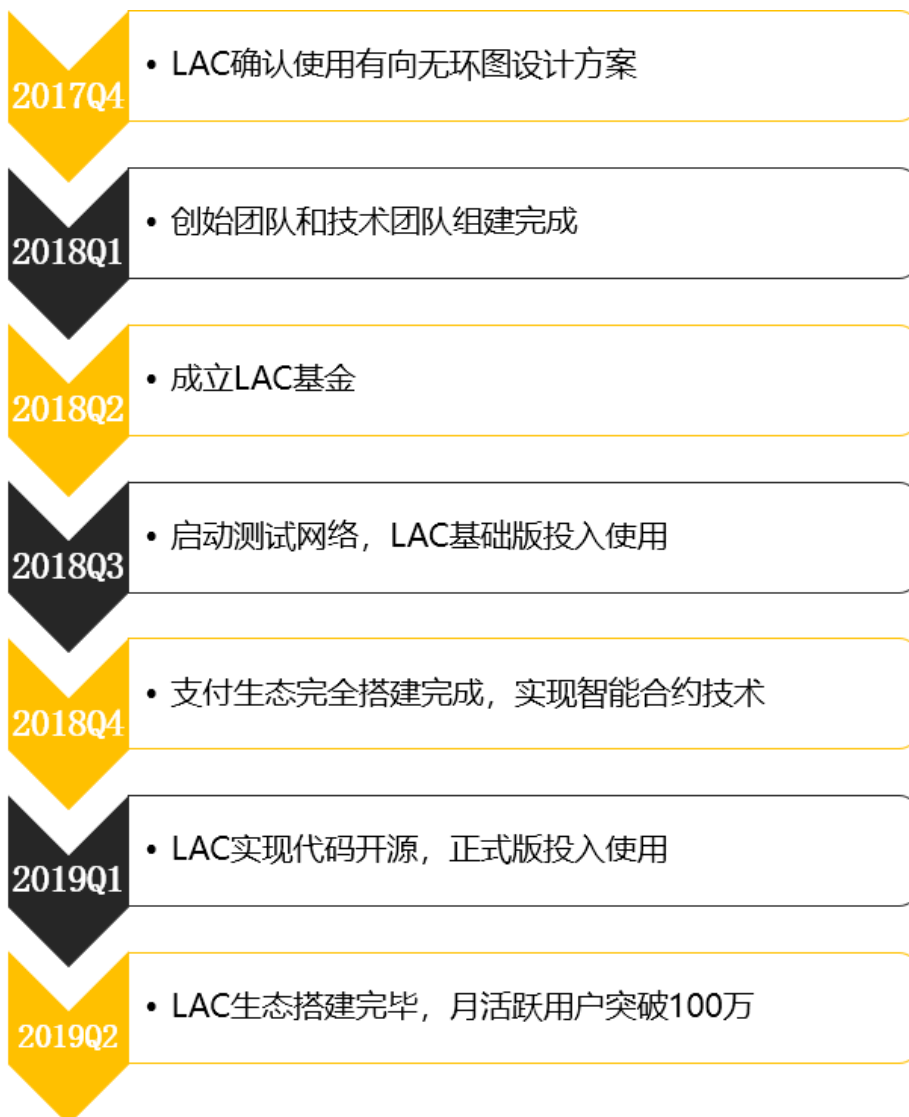 2017Q4
• LAC确认使用有向无环图设计方案
2018Q1
• 创始团队和技术团队组建完成
2018Q2
• 成立LAC基金
2018Q3
• 启动测试网络，LAC基础版投入使用
2018Q4
• 支付生态完全搭建完成，实现智能合约技术
2019Q1
• LAC实现代码开源，正式版投入使用
2019Q2
• LAC生态搭建完毕，月活跃用户突破100万